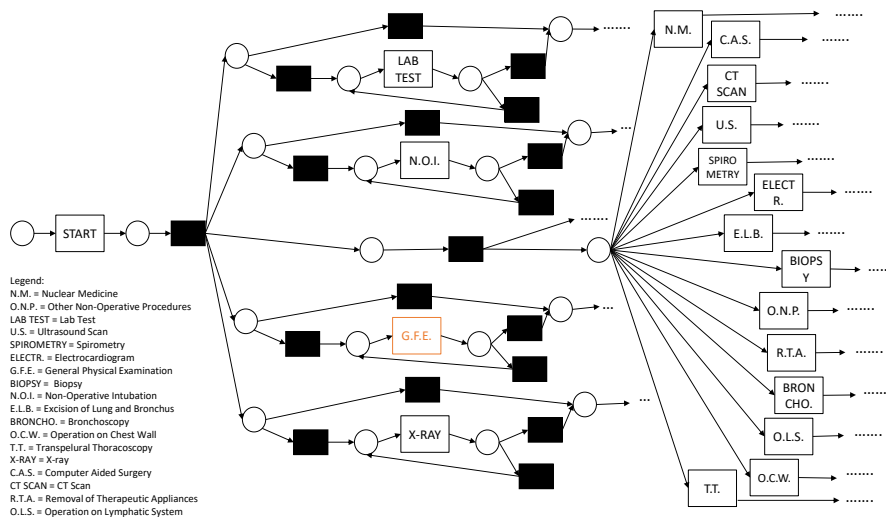 N.M.
.......
C.A.S.
.......
LAB
TEST
......
CT
SCAN
......
...
U.S.
......
N.O.I.
SPIRO
METRY
......
ELECT
R.
......
START
.......
E.L.B.
......
BIOPS
Y
......
Legend:
N.M. = Nuclear Medicine
O.N.P. = Other Non-Operative Procedures
LAB TEST = Lab Test
U.S. = Ultrasound Scan
SPIROMETRY = Spirometry
ELECTR. = Electrocardiogram
G.F.E. = General Physical Examination
BIOPSY = Biopsy
N.O.I. = Non-Operative Intubation
E.L.B. = Excision of Lung and Bronchus
BRONCHO. = Bronchoscopy
O.C.W. = Operation on Chest Wall
T.T. = Transpelural Thoracoscopy
X-RAY = X-ray
C.A.S. = Computer Aided Surgery
CT SCAN = CT Scan
R.T.A. = Removal of Therapeutic Appliances
O.L.S. = Operation on Lymphatic System
...
O.N.P.
......
G.F.E.
R.T.A.
......
BRON
CHO.
......
...
X-RAY
O.L.S.
......
O.C.W.
......
T.T.
......